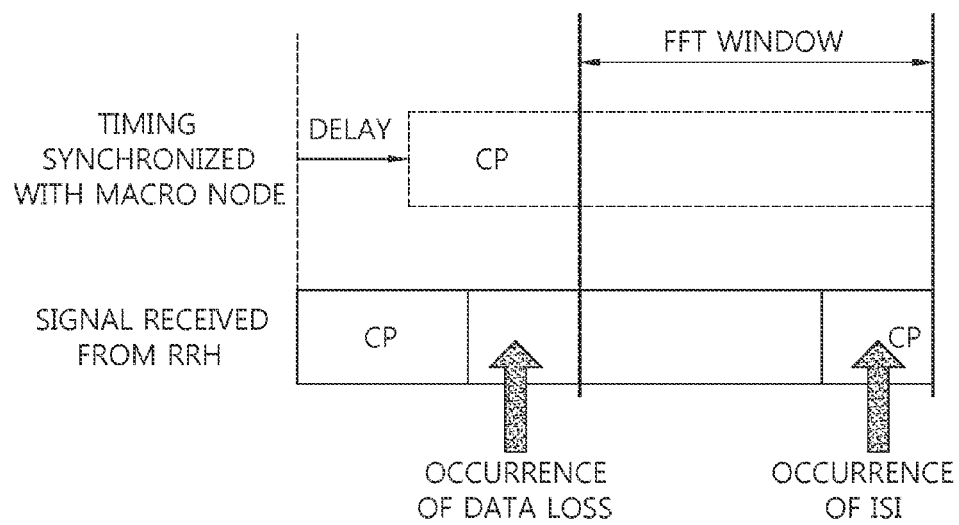 FFT WINDOW
TIMING
SYNCHRONIZED
WITH MACRO NODE
DELAY
CP
SIGNAL RECEIVED
FROM RRH
CP
CP
OCCURRENCE
OF DATA LOSS
OCCURRENCE
OF ISI